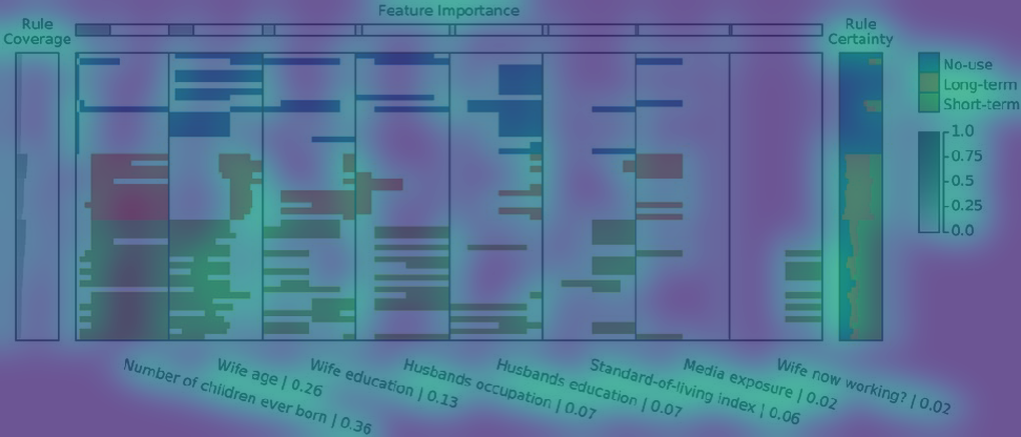 Feature Importance
Rule
Coverage
Rule
Certainty
No-use
Long-term
Short-term
1.0
0.75
0.5
0.25
0.0
Number of children ever born | 0.36
Wife age | 0.26
Wife education | 0.13
Husbands occupation | 0.07
Husbands education | 0.07
Standard-of-living index | 0.06
Media exposure | 0.02
Wife now working? | 0.02